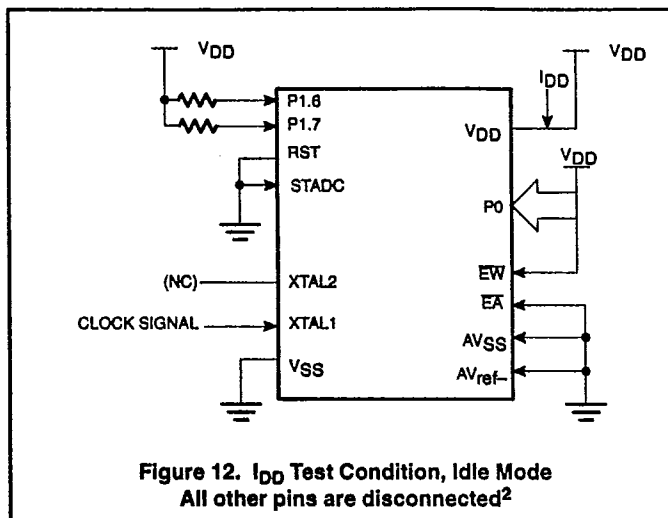 VDD
VDD
IDD
P1.6
P1.7
VDD
RST
VDD
STADC
P0
EW
(NC)
XTAL2
EA
CLOCK SIGNAL
XTAL1
AVSS
VSS
AVref–
Figure 12. IDD Test Condition, Idle Mode
All other pins are disconnected2